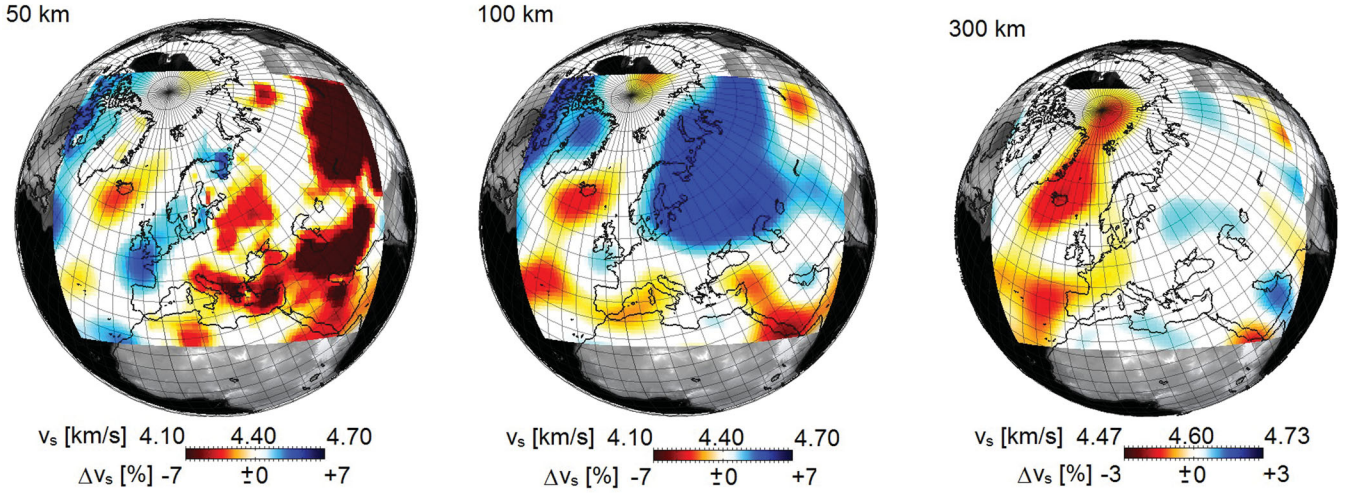 50 km
100 km
300 km
vs [km/s] 4.10 4.40 4.70
Δvs [%] -7 ±0 +7
vs [km/s] 4.10 4.40 4.70
Δvs [%] -7 ±0 +7
vs [km/s] 4.47 4.60 4.73
Δvs [%] -3 ±0 +3